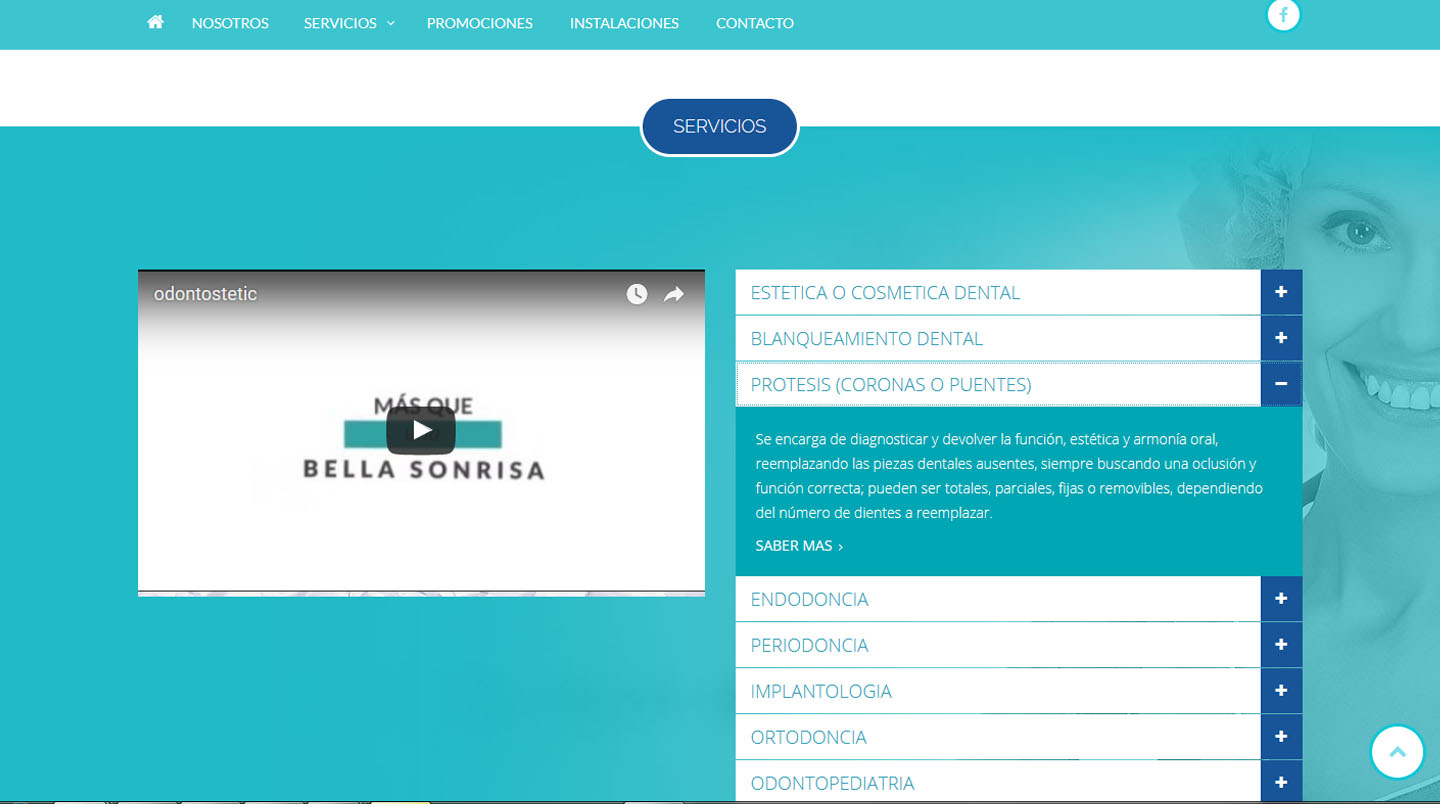 NOSOTROS
SERVICIOS
PROMOCIONES
INSTALACIONES
CONTACTO
SERVICIOS
odontostetic
MÁS QUE
BELLA SONRISA
ESTETICA O COSMETICA DENTAL
BLANQUEAMIENTO DENTAL
PROTESIS (CORONAS O PUENTES)
Se encarga de diagnosticar y devolver la función, estética y armonía oral,
reemplazando las piezas dentales ausentes, siempre buscando una oclusión y
función correcta; pueden ser totales, parciales, fijas o removibles, dependiendo
del número de dientes a reemplazar.
SABER MAS
ENDODONCIA
PERIODONCIA
IMPLANTOLOGIA
ORTODONCIA
ODONTOPEDIATRIA